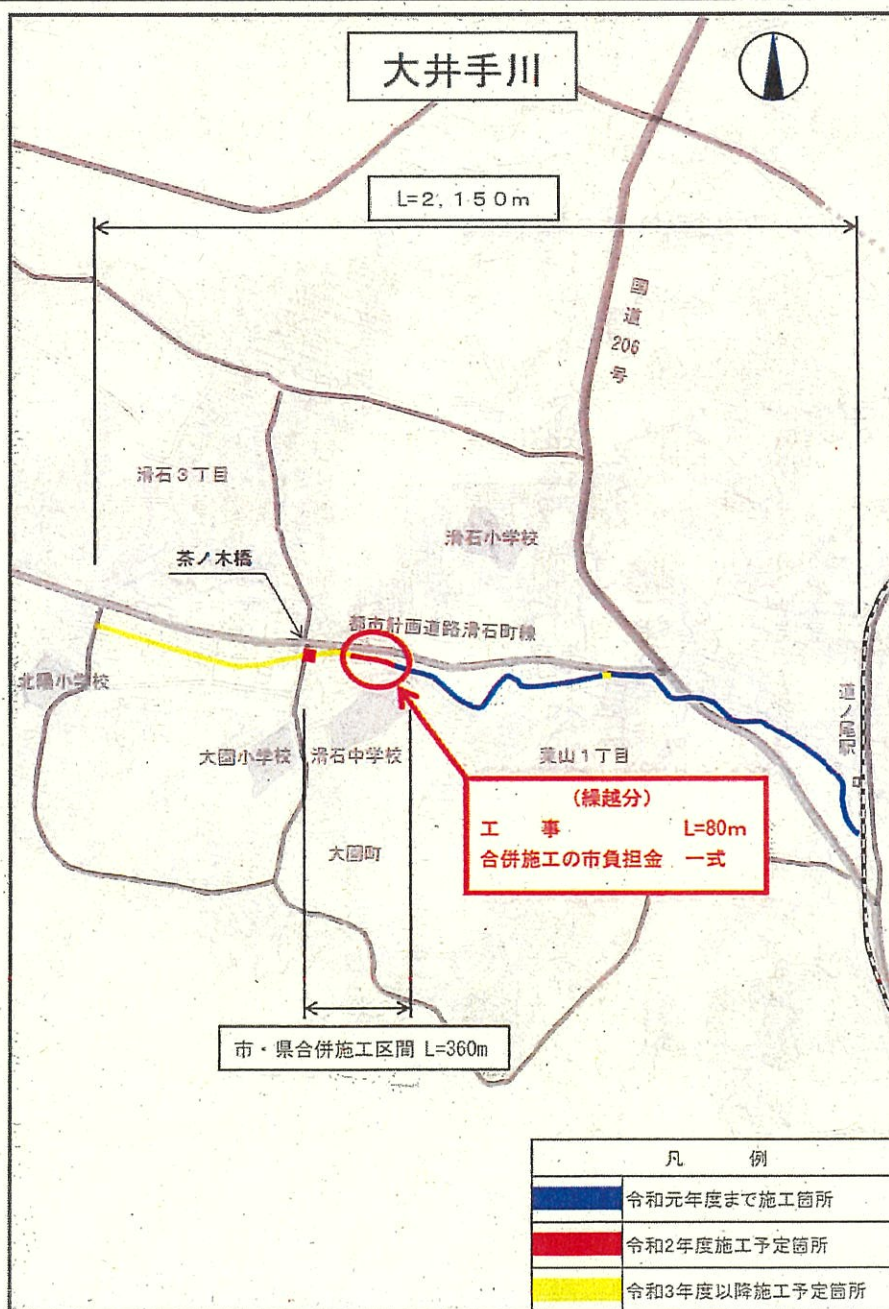 大井手川
L=2,150m
国道206号
滑石3丁目
滑石小学校
茶ノ木橋
都市計画道路滑石町線
北陽小学校
大園小学校
滑石中学校
葉山1丁目
道ノ尾駅
大園町
(繰越分)
工 事 L=80m
合併施工の市負担金 一式
市・県合併施工区間 L=360m
凡 例
令和元年度まで施工箇所
令和2年度施工予定箇所
令和3年度以降施工予定箇所